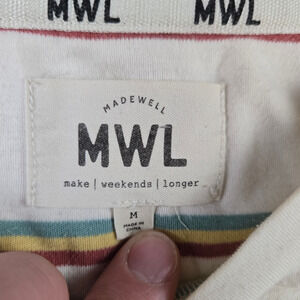 MWL MWL
MADEWELL
MWL
make | weekends | longer
M
MADE IN
CHINA